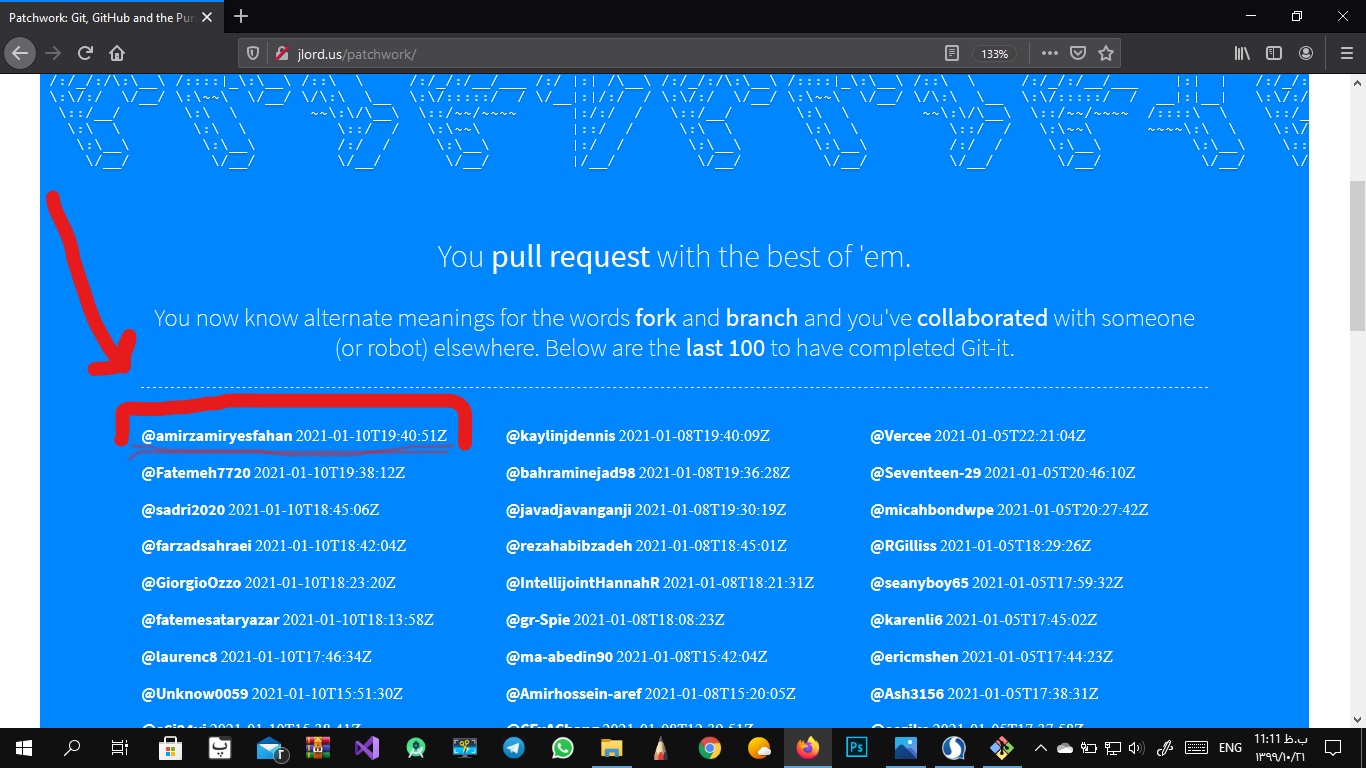 Patchwork: Git, GitHub and the Pu
jlord.us/patchwork/
133%
You pull request with the best of 'em.
You now know alternate meanings for the words fork and branch and you've collaborated with someone
(or robot) elsewhere. Below are the last 100 to have completed Git-it.
@amirzamiryesfahan 2021-01-10T19:40:51Z
@kaylinjdennis 2021-01-08T19:40:09Z
@Vercee 2021-01-05T22:21:04Z
@Fatemeh7720 2021-01-10T19:38:12Z
@bahraminejad98 2021-01-08T19:36:28Z
@Seventeen-29 2021-01-05T20:46:10Z
@sadri2020 2021-01-10T18:45:06Z
@javadjavanganji 2021-01-08T19:30:19Z
@micahbondwpe 2021-01-05T20:27:42Z
@farzadsahraei 2021-01-10T18:42:04Z
@rezahabibzadeh 2021-01-08T18:45:01Z
@RGilliss 2021-01-05T18:29:26Z
@GiorgioOzzo 2021-01-10T18:23:20Z
@IntellijointHannahR 2021-01-08T18:21:31Z
@seanyboy65 2021-01-05T17:59:32Z
@fatemesataryazar 2021-01-10T18:13:58Z
@gr-Spie 2021-01-08T18:08:23Z
@karenli6 2021-01-05T17:45:02Z
@laurenc8 2021-01-10T17:46:34Z
@ma-abedin90 2021-01-08T15:42:04Z
@ericmshen 2021-01-05T17:44:23Z
@Unknow0059 2021-01-10T15:51:30Z
@Amirhossein-aref 2021-01-08T15:20:05Z
@Ash3156 2021-01-05T17:38:31Z
ENG
۱۱:۱۱ ب.ظ
۱۳۹۹/۱۰/۲۱